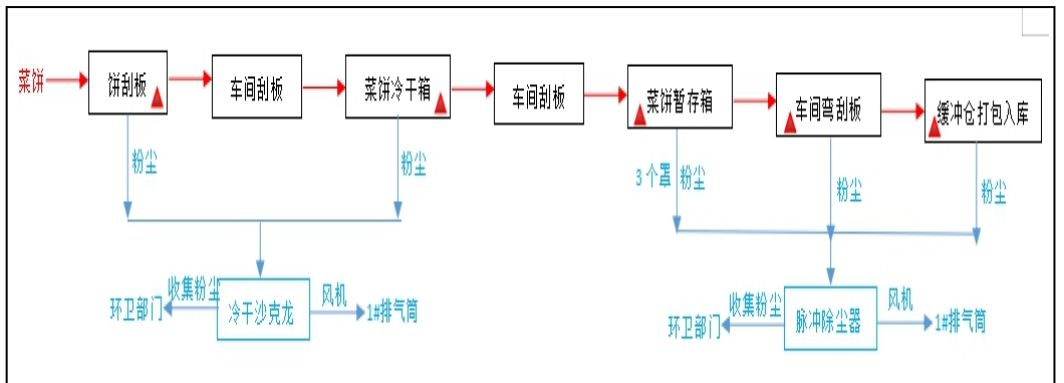 菜饼
饼刮板
车间刮板
菜饼冷干箱
车间刮板
菜饼暂存箱
车间弯刮板
缓冲仓打包入库
粉尘
粉尘
3个罩
粉尘
粉尘
粉尘
环卫部门
收集粉尘
冷干沙克龙
风机
1#排气筒
环卫部门
收集粉尘
脉冲除尘器
风机
1#排气筒